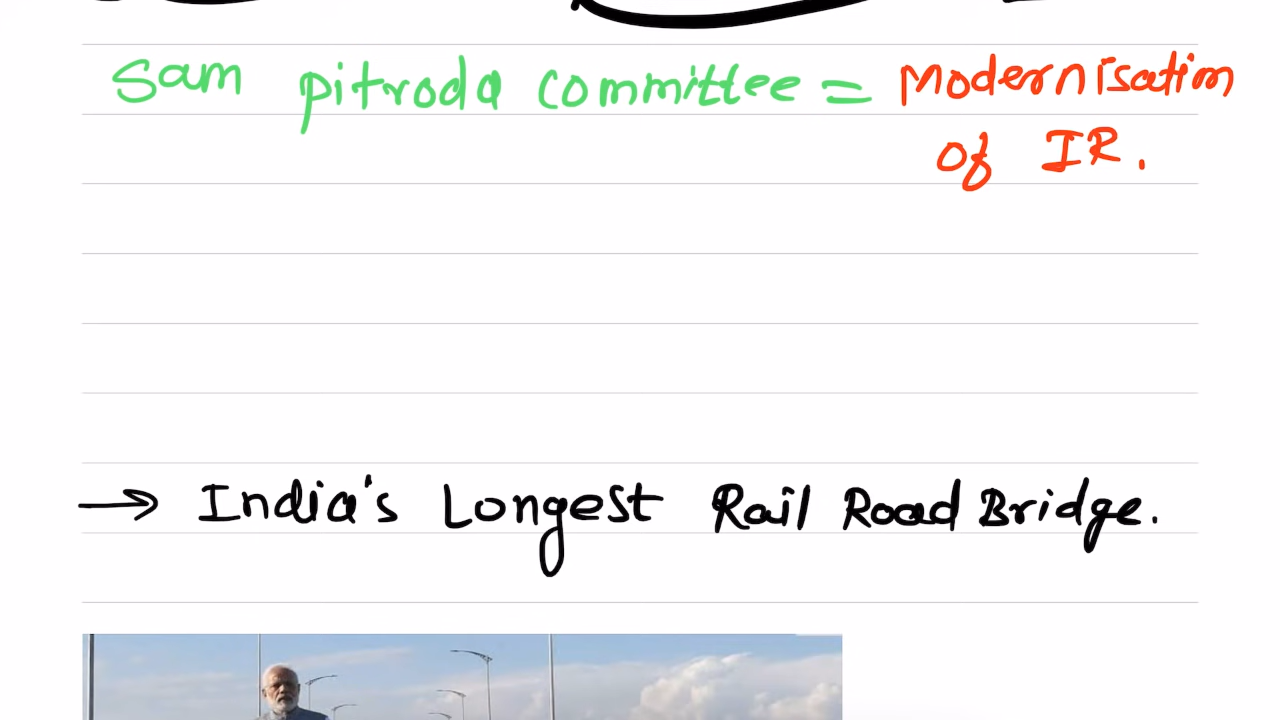 Sam pitroda committee = Modernisation
of IR.
→ India's Longest Rail Road Bridge.